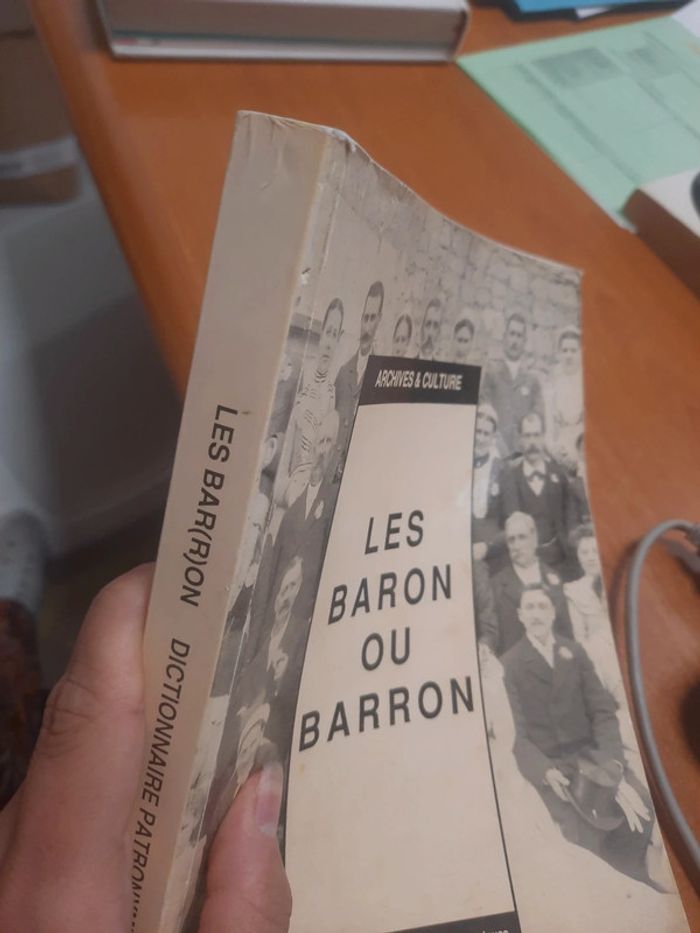 LES BAR(R)ON DICTIONNAIRE
ARCHIVES & CULTURE
LES
BARON
OU
BARRON